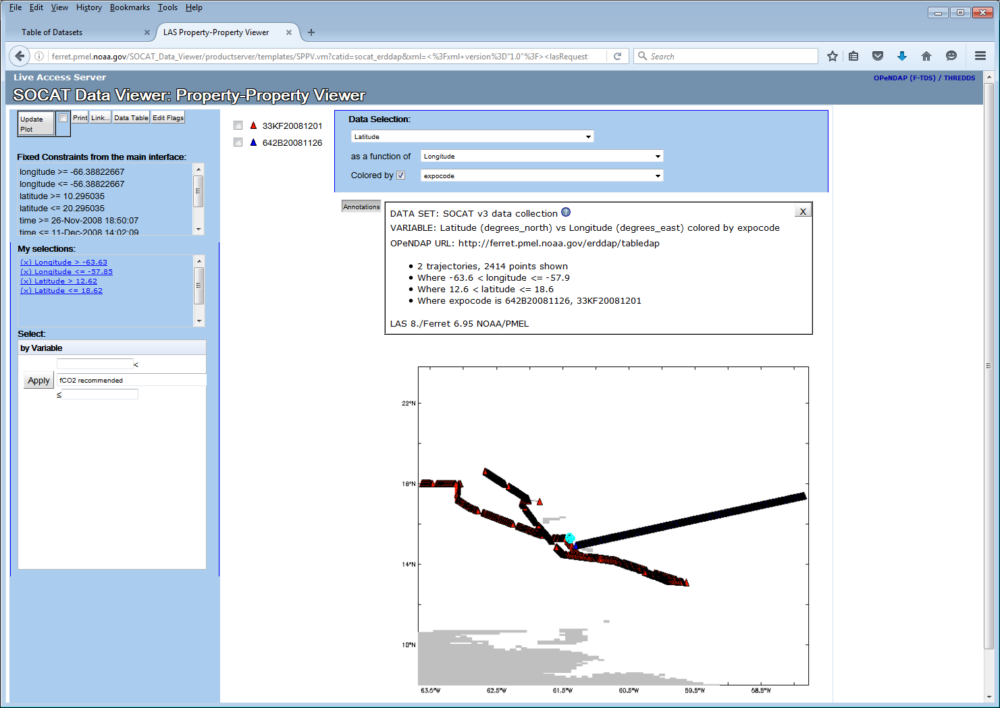 File Edit View History Bookmarks Tools Help
Table of Datasets
LAS Property-Property Viewer
ferret.pmel.noaa.gov/SOCAT_Data_Viewer/productserver/templates/SPPV.vm?catid=socat_erddap&xml=<%3Fxml+version%3D"1.0"%3F><lasRequest
Search
Live Access Server
OPeNDAP (F-TDS) / THREDDS
SOCAT Data Viewer: Property-Property Viewer
Update
Plot
Print
Link...
Data Table
Edit Flags
Fixed Constraints from the main interface:
longitude >= -66.38822667
longitude <= -56.38822667
latitude >= 10.295035
latitude <= 20.295035
time >= 26-Nov-2008 18:50:07
time <= 11-Dec-2008 14:02:09
My selections:
(x) Longitude > -63.63
(x) Longitude <= -57.85
(x) Latitude > 12.62
(x) Latitude <= 18.62
Select:
by Variable
<
Apply
fCO2 recommended
≤
33KF20081201
642B20081126
Data Selection:
Latitude
as a function of
Longitude
Colored by
expocode
Annotations
X
DATA SET: SOCAT v3 data collection ?
VARIABLE: Latitude (degrees_north) vs Longitude (degrees_east) colored by expocode
OPeNDAP URL: http://ferret.pmel.noaa.gov/erddap/tabledap
• 2 trajectories, 2414 points shown
• Where -63.6 < longitude <= -57.9
• Where 12.6 < latitude <= 18.6
• Where expocode is 642B20081126, 33KF20081201
LAS 8./Ferret 6.95 NOAA/PMEL
22°N
18°N
14°N
10°N
63.5°W 62.5°W 61.5°W 60.5°W 59.5°W 58.5°W